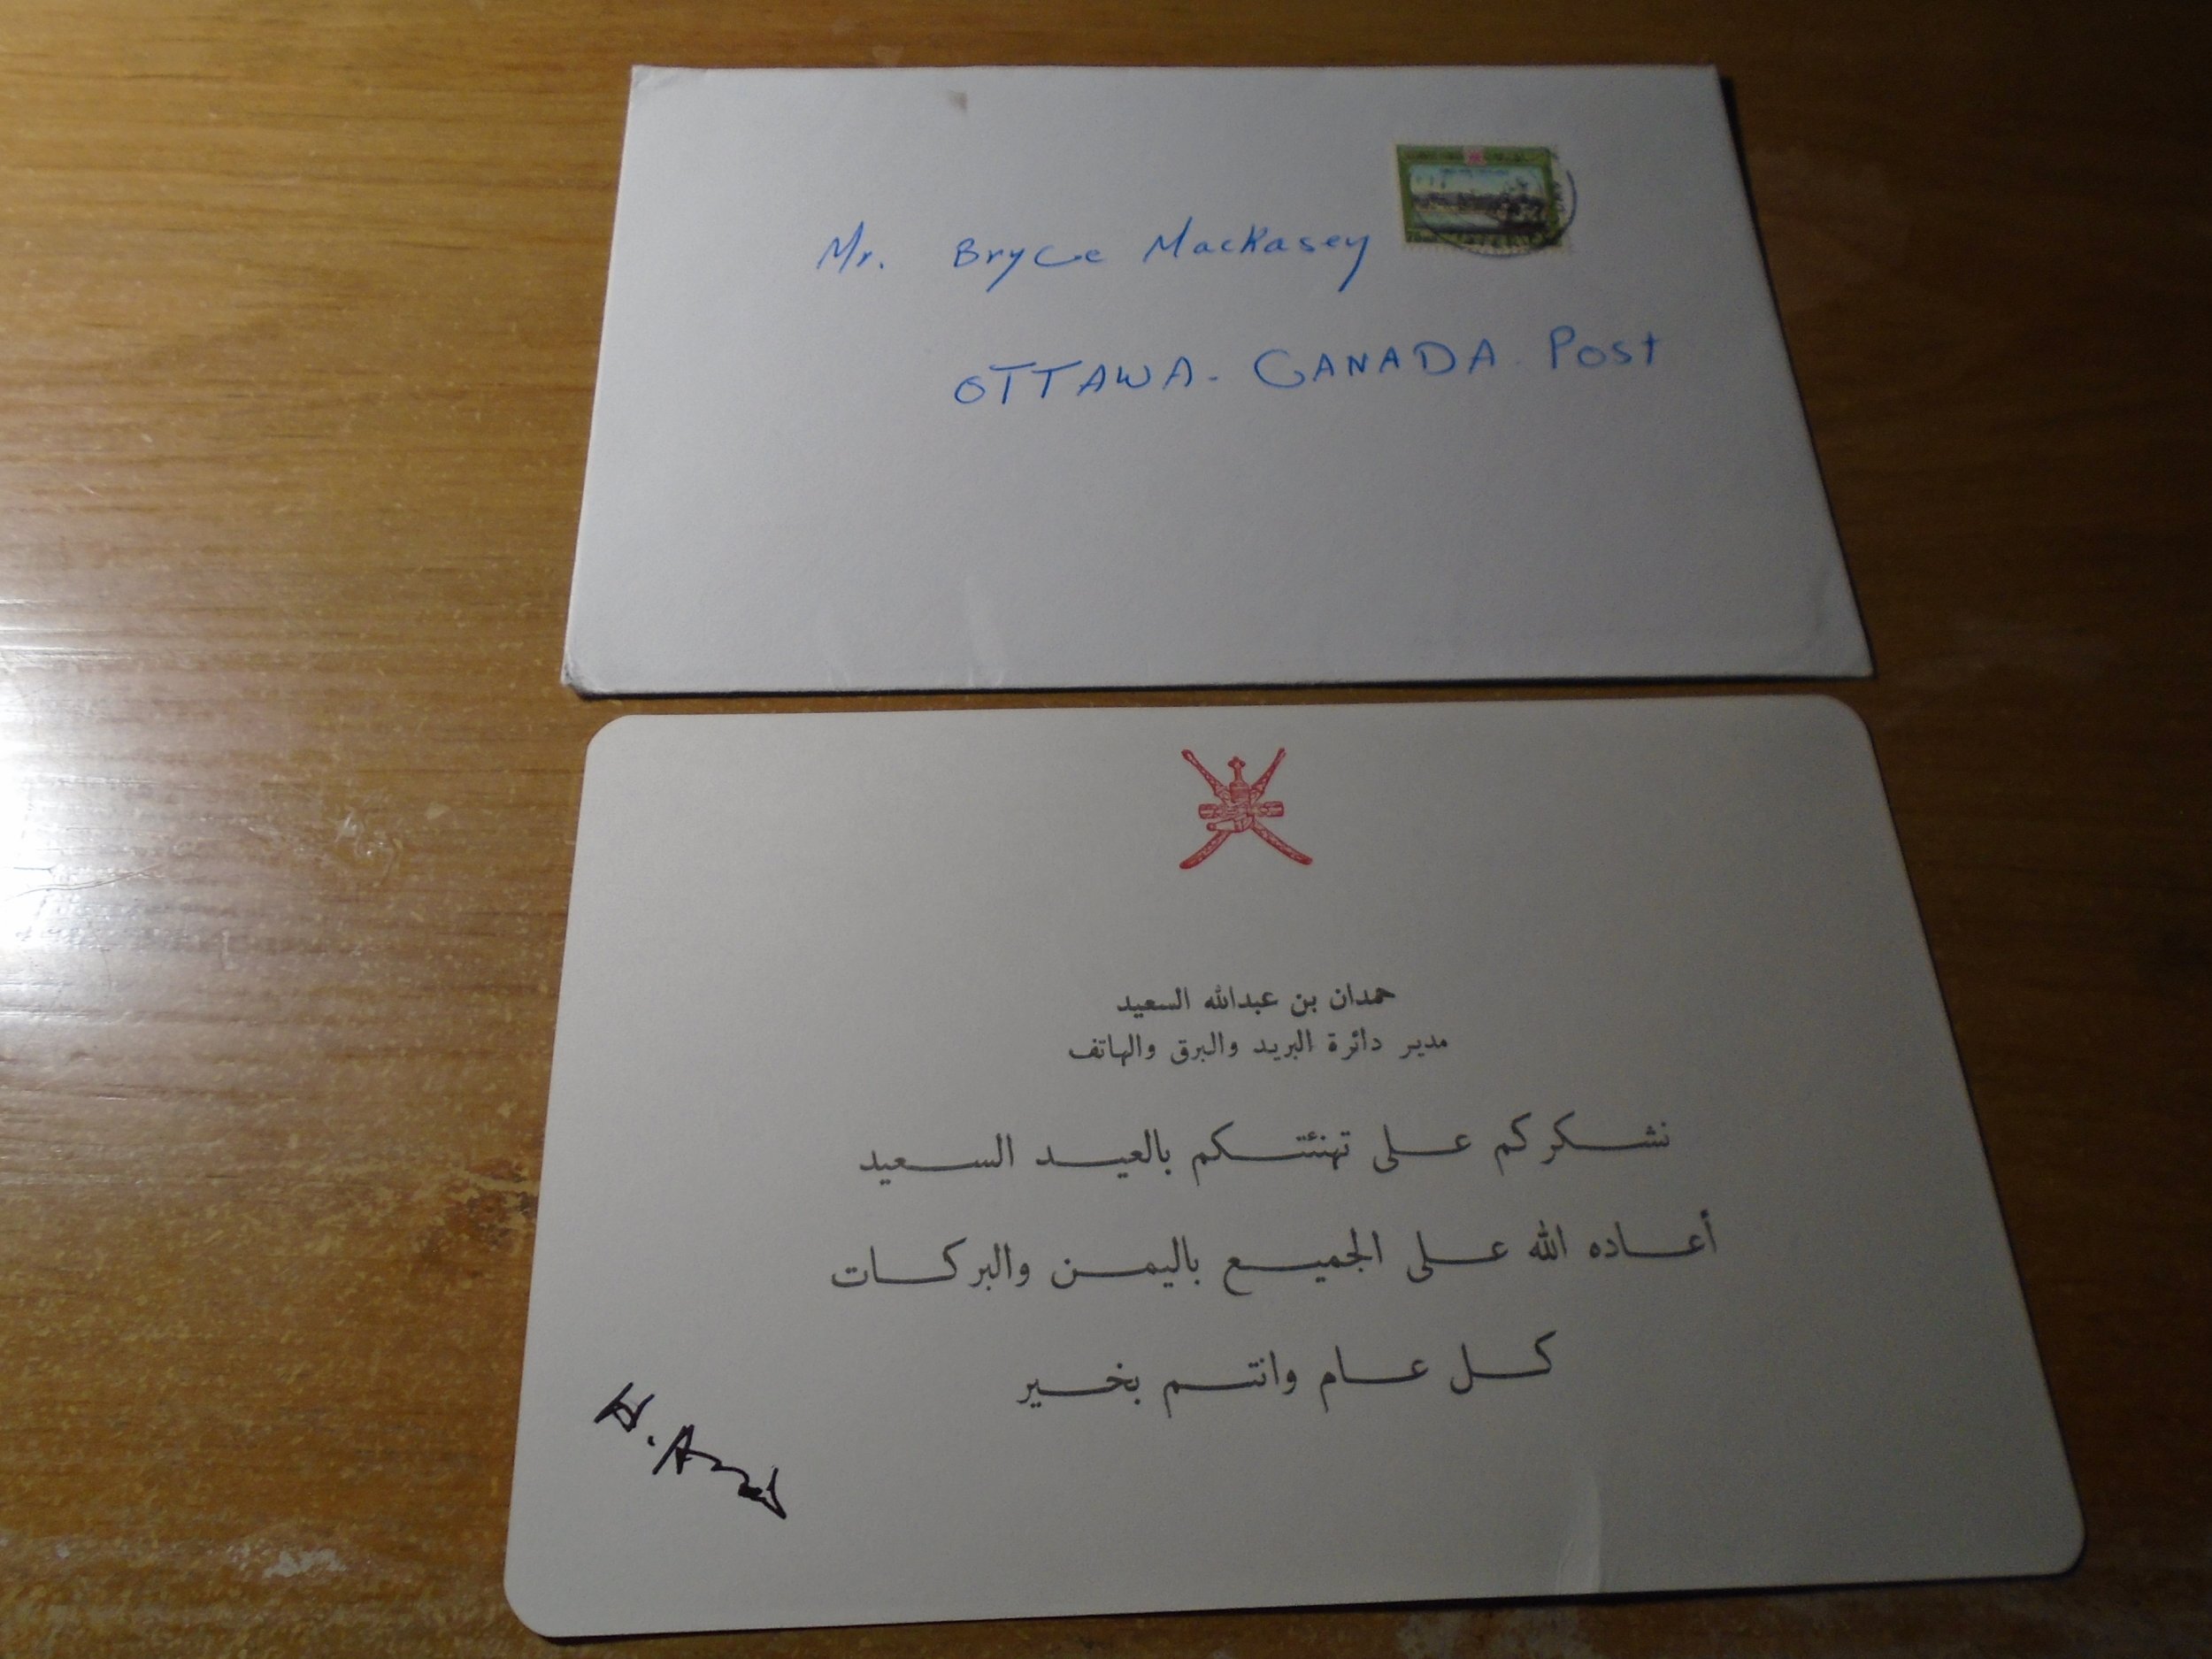 Mr. Bryce Mackasey
OTTAWA - CANADA. Post
حمدان بن عبدالله السعيد
مدير دائرة البريد والبرق والهاتف
نشكركم على تهنئتكم بالعيد السعيد
أعاده الله على الجميع باليمن والبركات
كل عام وانتم بخير